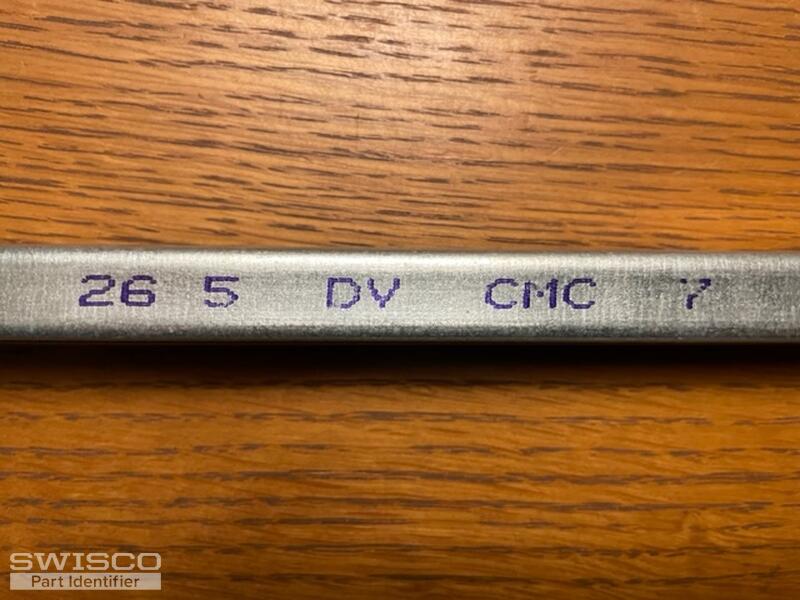 26 5 DV CMC 7
SWISCO
Part Identifier